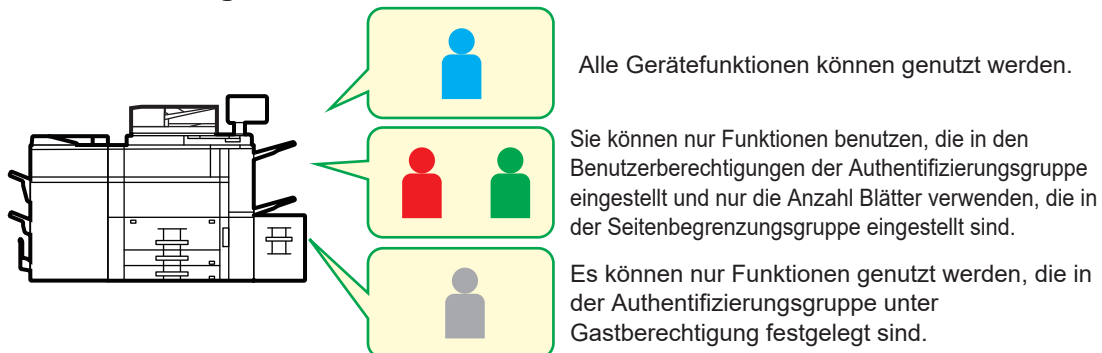 Alle Gerätefunktionen können genutzt werden.
Sie können nur Funktionen benutzen, die in den
Benutzerberechtigungen der Authentifizierungsgruppe
eingestellt und nur die Anzahl Blätter verwenden, die in
der Seitenbegrenzungsgruppe eingestellt sind.
Es können nur Funktionen genutzt werden, die in
der Authentifizierungsgruppe unter
Gastberechtigung festgelegt sind.